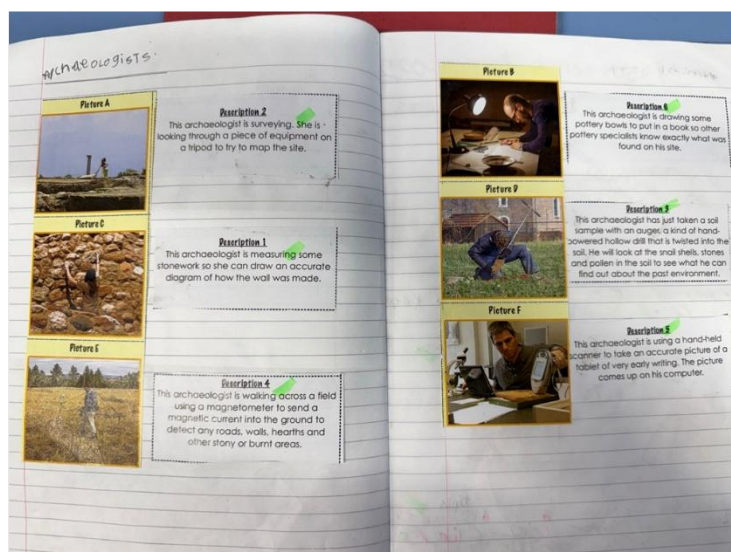 Archaeologists.
Picture A
Description 2
This archaeologist is surveying. She is
looking through a piece of equipment on
a tripod to try to map the site.
Picture C
Description 1
This archaeologist is measuring some
stonework so she can draw an accurate
diagram of how the wall was made.
Picture E
Description 4
This archaeologist is walking across a field
using a magnetometer to send a
magnetic current into the ground to
detect any roads, walls, hearths and
other stony or burnt areas.
Picture B
Description 6
This archaeologist is drawing some
pottery bowls to put in a book so other
pottery specialists know exactly what was
found on his site.
Picture D
Description 3
This archaeologist has just taken a soil
sample with an auger, a kind of hand-
powered hollow drill that is twisted into the
soil. He will look at the snail shells, stones
and pollen in the soil to see what he can
find out about the past environment.
Picture F
Description 5
This archaeologist is using a hand-held
scanner to take an accurate picture of a
tablet of very early writing. The picture
comes up on his computer.